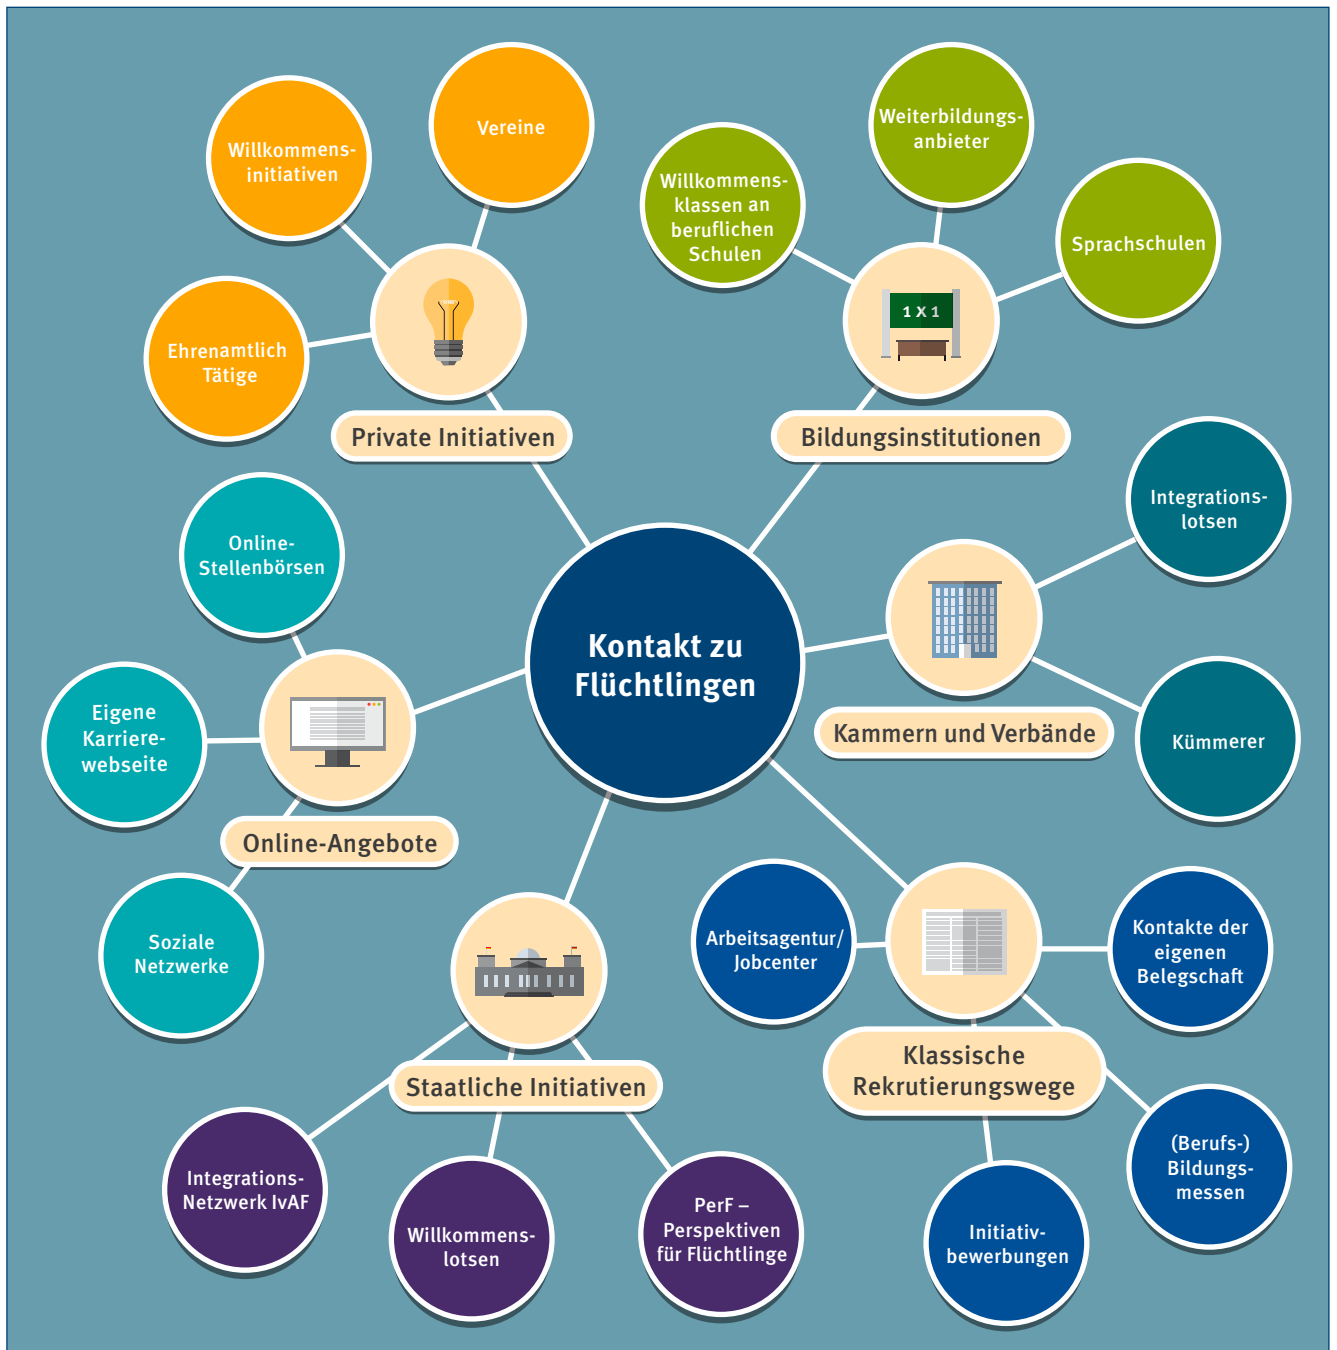 Vereine
Willkommens-
initiativen
Ehrenamtlich
Tätige
Private Initiativen
Weiterbildungs-
anbieter
Willkommens-
klassen an
beruflichen
Schulen
Sprachschulen
1 X 1
Bildungsinstitutionen
Kontakt zu
Flüchtlingen
Integrations-
lotsen
Kümmerer
Kammern und Verbände
Online-
Stellenbörsen
Eigene
Karriere-
webseite
Soziale
Netzwerke
Online-Angebote
Staatliche Initiativen
Integrations-
Netzwerk IvAF
Willkommens-
lotsen
PerF –
Perspektiven
für Flüchtlinge
Arbeitsagentur/
Jobcenter
Kontakte der
eigenen
Belegschaft
Klassische
Rekrutierungswege
(Berufs-)
Bildungs-
messen
Initiativ-
bewerbungen